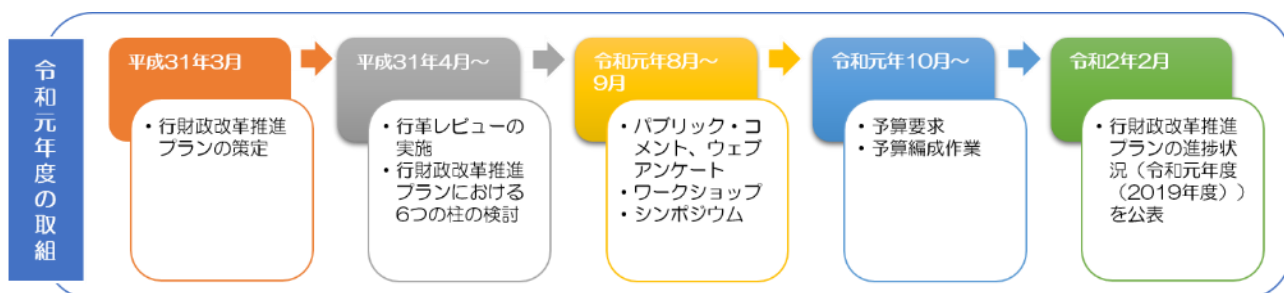 令和元年度の取組
平成31年3月
・行財政改革推進
プランの策定
平成31年4月～
・行革レビューの
実施
・行財政改革推進
プランにおける
6つの柱の検討
令和元年8月～
9月
・パブリック・コ
メント、ウェブ
アンケート
・ワークショップ
・シンポジウム
令和元年10月～
・予算要求
・予算編成作業
令和2年2月
・行財政改革推進
プランの進捗状
況（令和元年度
（2019年度））
を公表